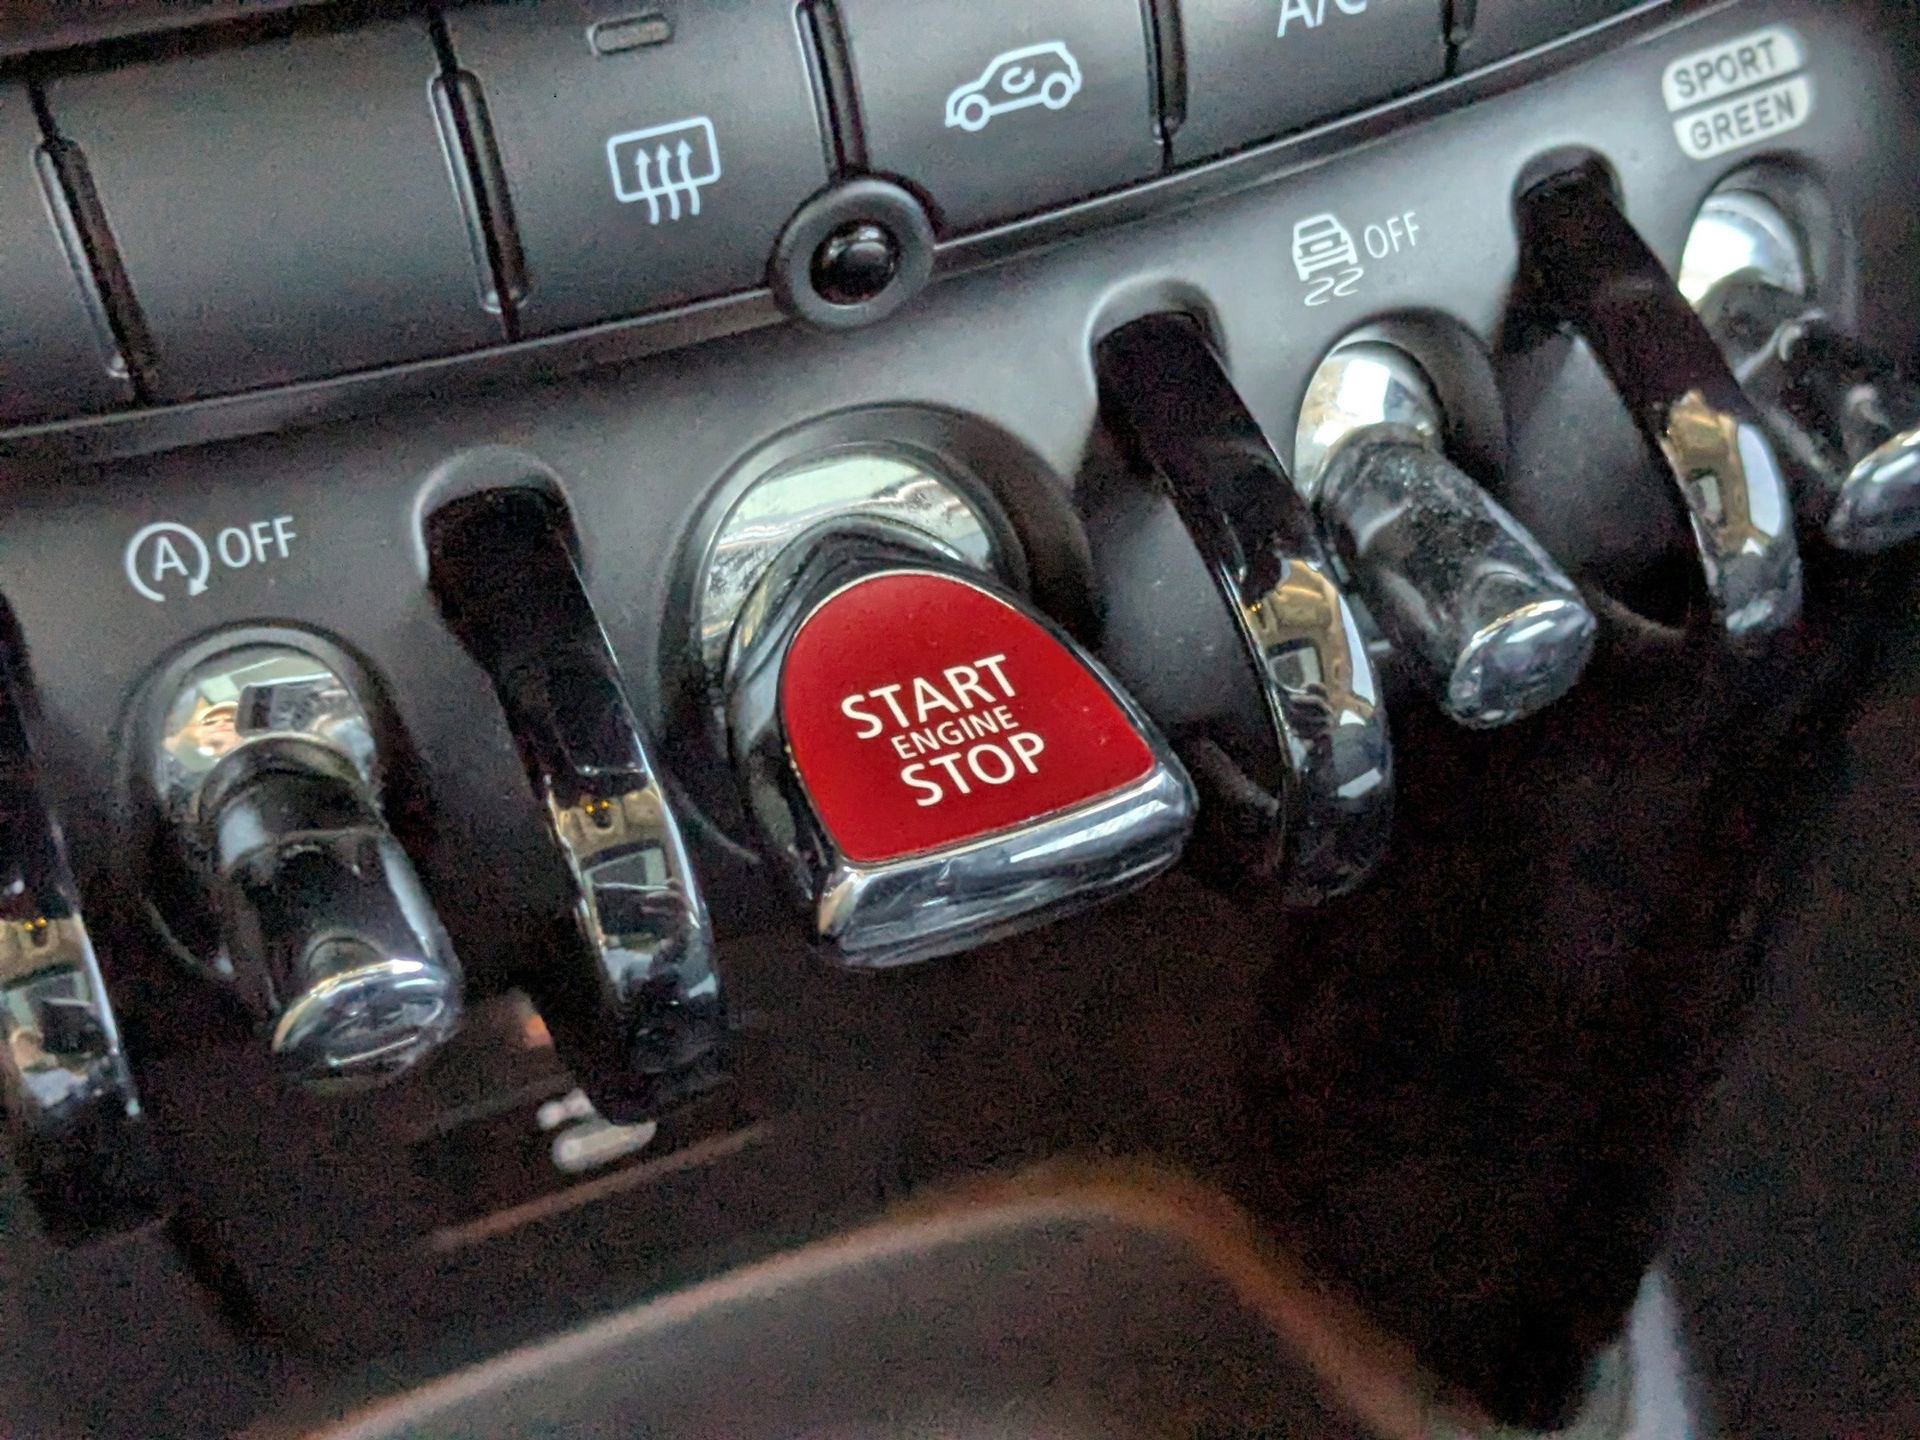 A/C
SPORT
GREEN
OFF
A OFF
START
ENGINE
STOP